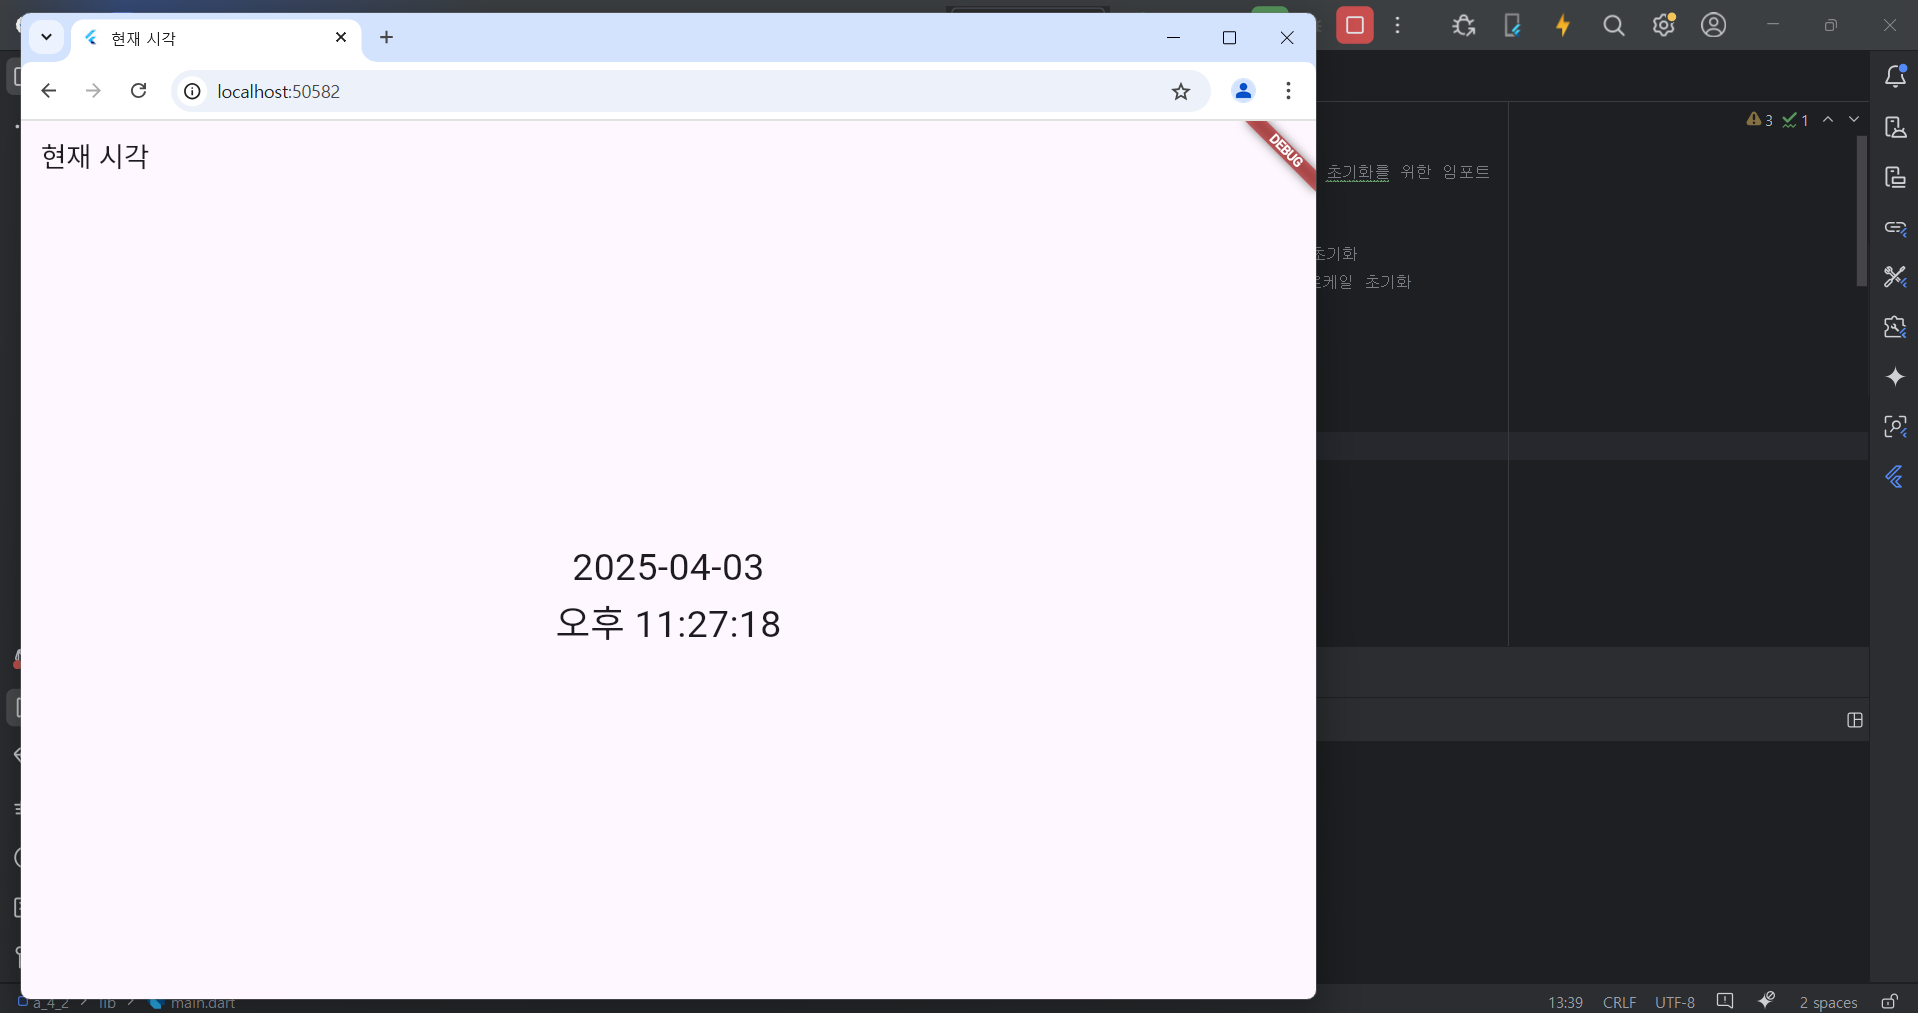 현재 시각
localhost:50582
현재 시각
DEBUG
2025-04-03
오후 11:27:18
3 1
초기화를 위한 임포트
초기화
로케일 초기화
a_4_2 lib main.dart
13:39 CRLF UTF-8 2 spaces